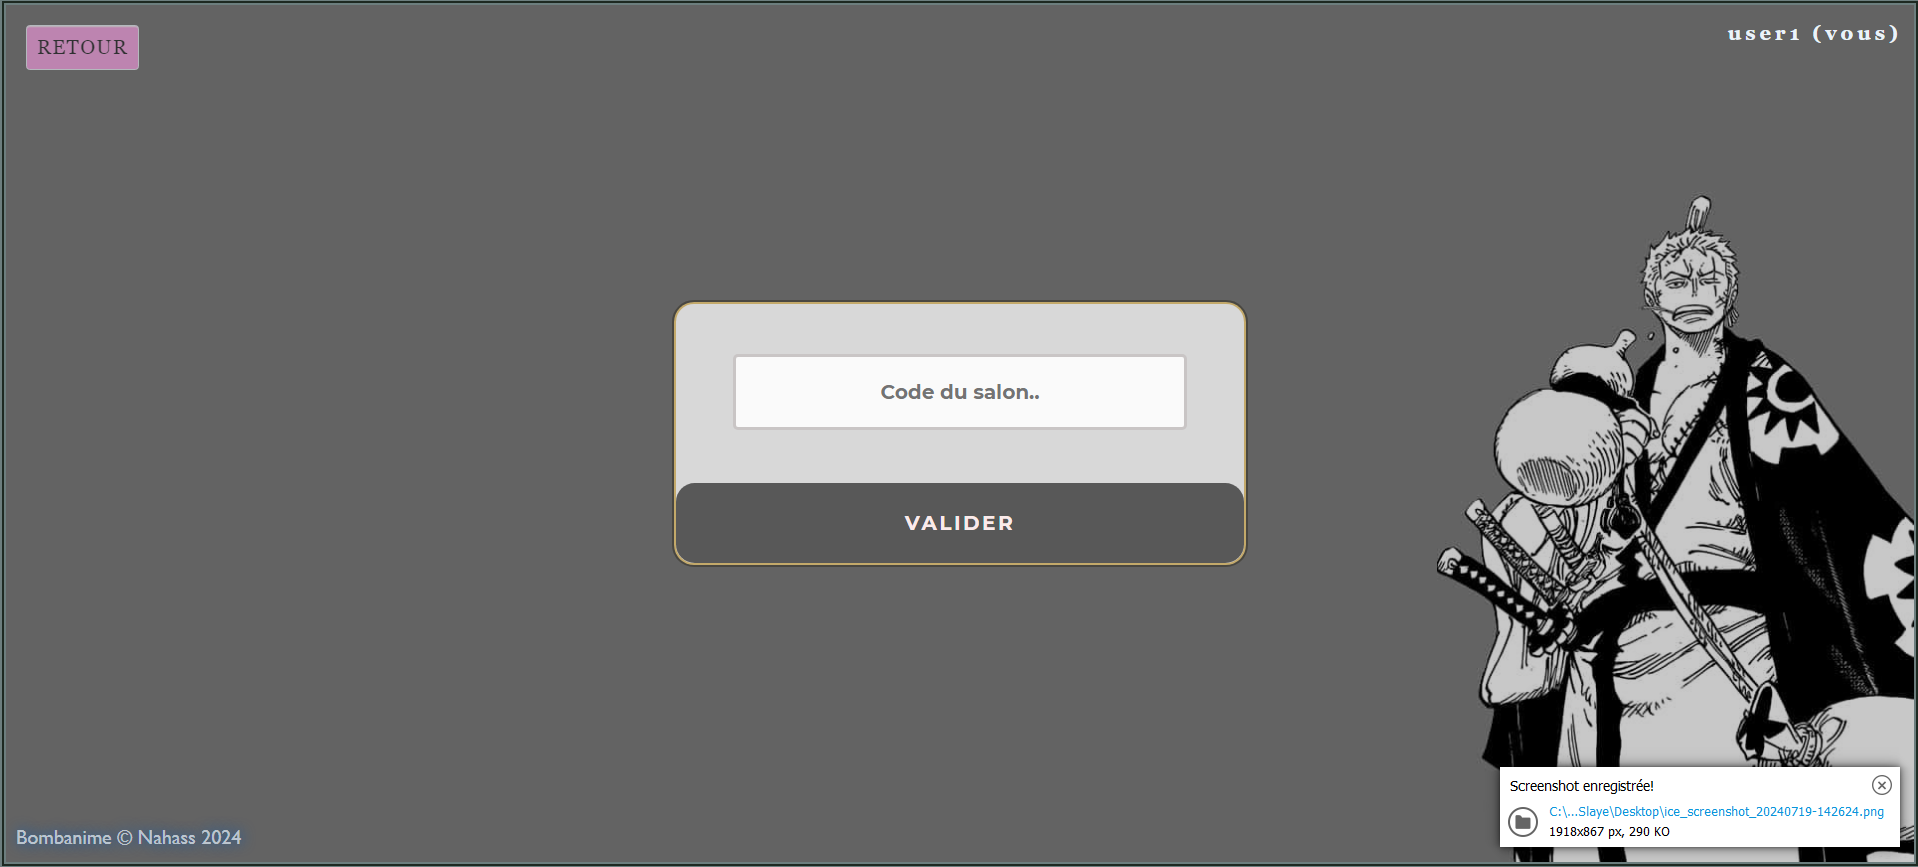 RETOUR
user1 (vous)
Code du salon..
VALIDER
Screenshot enregistrée!
C:\...Slaye\Desktop\ice_screenshot_20240719-142624.png
1918x867 px, 290 KO
Bombanime © Nahass 2024